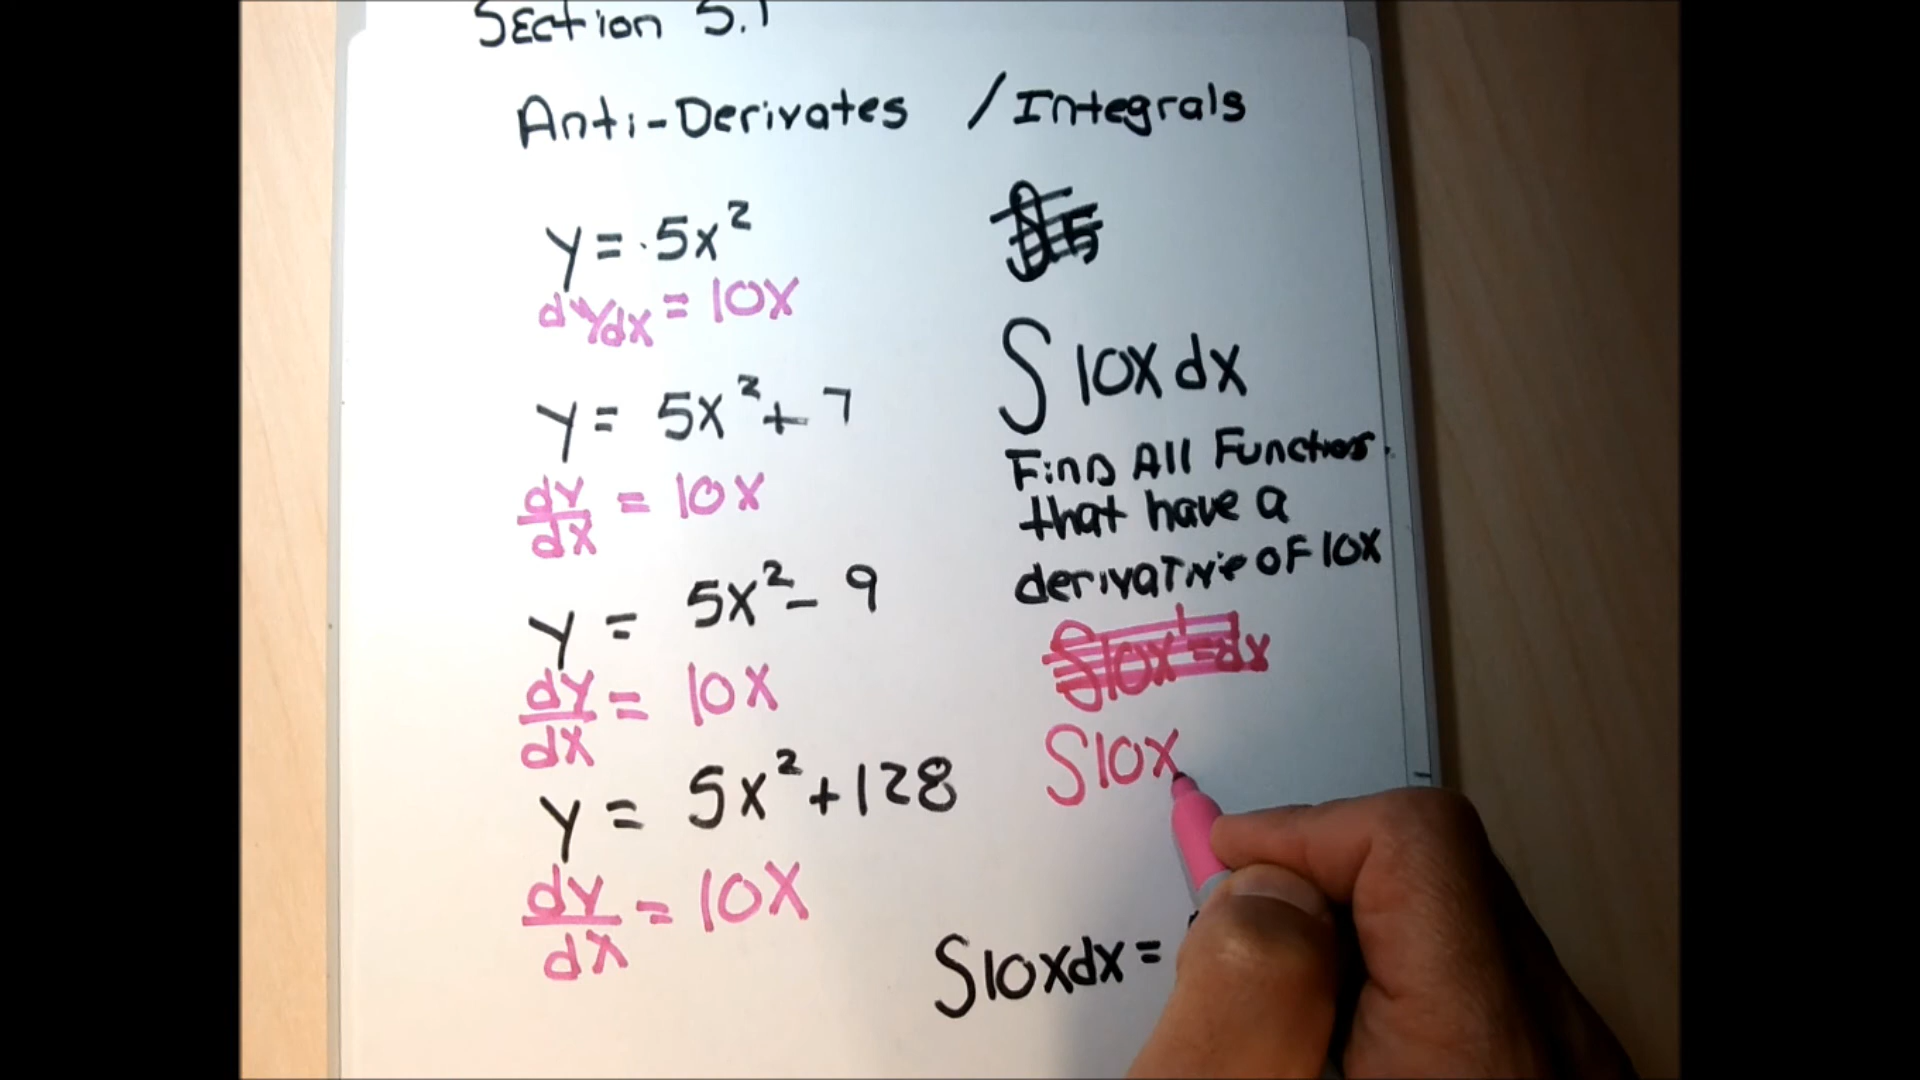 Section 5.1
Anti-Derivates / Integrals
y = 5x²
dy/dx = 10x
y = 5x² + 7
dy/dx = 10x
y = 5x² - 9
dy/dx = 10x
y = 5x² + 128
dy/dx = 10x
∫ 10x dx
Find All Functions
that have a
derivative of 10x
∫10x
∫10xdx =